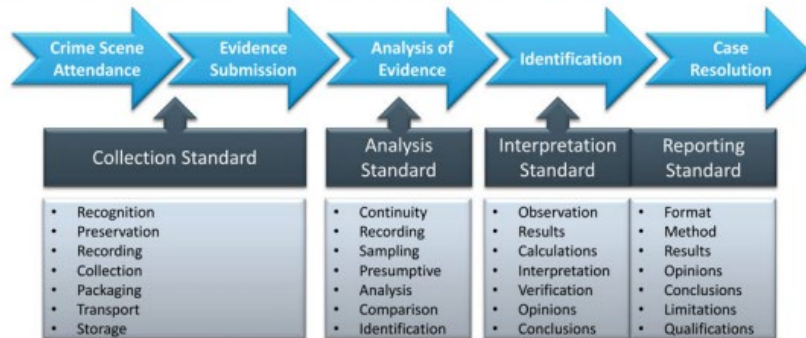 Crime Scene
Attendance
Evidence
Submission
Analysis of
Evidence
Identification
Case
Resolution
Collection Standard
Analysis
Standard
Interpretation
Standard
Reporting
Standard
• Recognition
• Preservation
• Recording
• Collection
• Packaging
• Transport
• Storage
• Continuity
• Recording
• Sampling
• Presumptive
• Analysis
• Comparison
• Identification
• Observation
• Results
• Calculations
• Interpretation
• Verification
• Opinions
• Conclusions
• Format
• Method
• Results
• Opinions
• Conclusions
• Limitations
• Qualifications